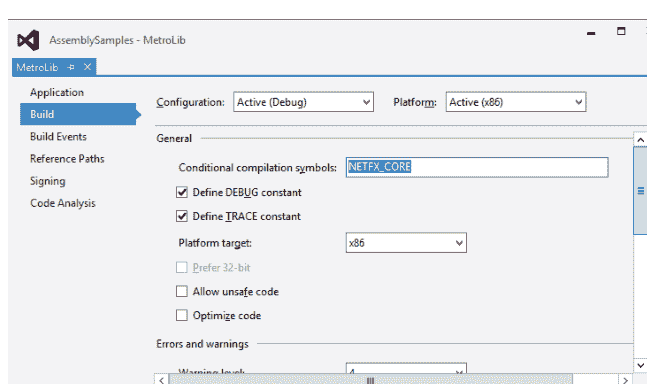 AssemblySamples - MetroLib
MetroLib
Application
Build
Build Events
Reference Paths
Signing
Code Analysis
Configuration: Active (Debug) Platform: Active (x86)
General
Conditional compilation symbols: NETFX_CORE
Define DEBUG constant
Define TRACE constant
Platform target: x86
Prefer 32-bit
Allow unsafe code
Optimize code
Errors and warnings
Warning level: 4